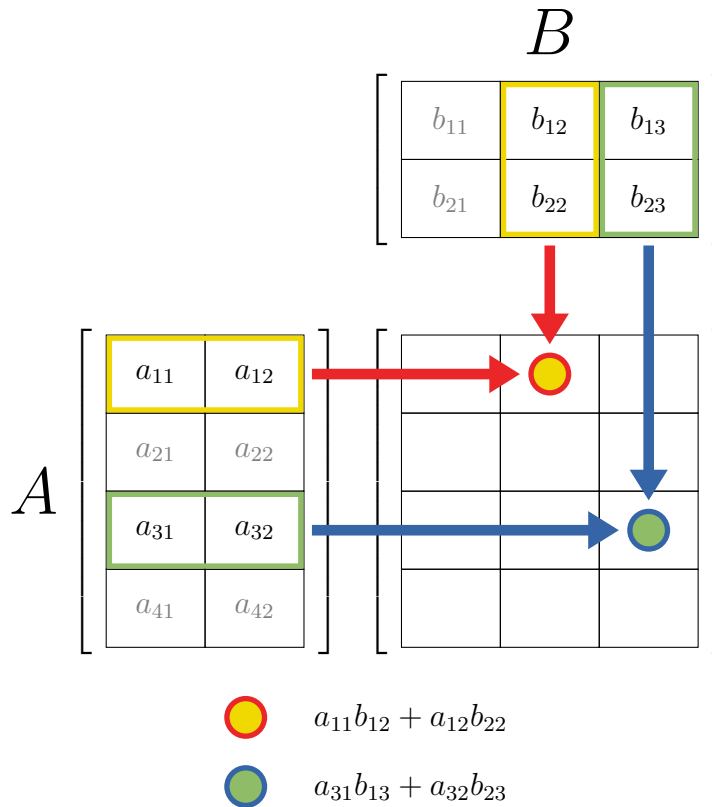 B
b₁₁ b₁₂ b₁₃
b₂₁ b₂₂ b₂₃
A
a₁₁ a₁₂
a₂₁ a₂₂
a₃₁ a₃₂
a₄₁ a₄₂
a₁₁b₁₂ + a₁₂b₂₂
a₃₁b₁₃ + a₃₂b₂₃